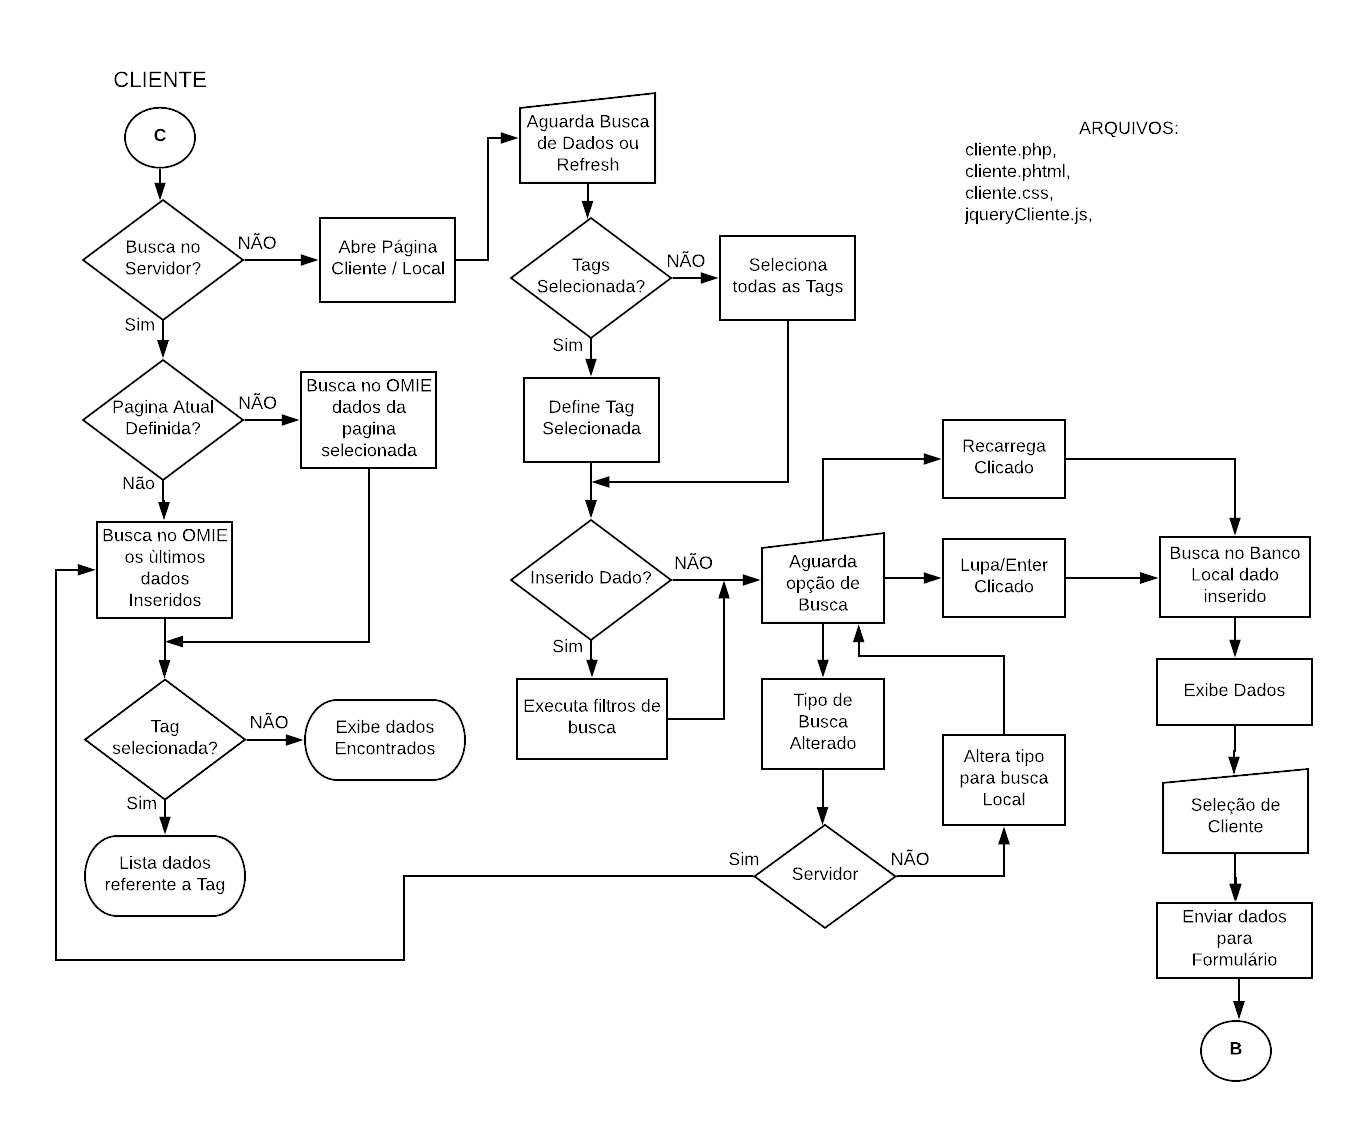 CLIENTE
C
Busca no
Servidor?
NÃO
Sim
Abre Página
Cliente / Local
Pagina Atual
Definida?
NÃO
Não
Busca no OMIE
dados da
pagina
selecionada
Busca no OMIE
os ùltimos
dados
Inseridos
Tag
selecionada?
NÃO
Sim
Exibe dados
Encontrados
Lista dados
referente a Tag
Aguarda Busca
de Dados ou
Refresh
Tags
Selecionada?
NÃO
Sim
Seleciona
todas as Tags
Define Tag
Selecionada
Inserido Dado?
NÃO
Sim
Executa filtros de
busca
Aguarda
opção de
Busca
Tipo de
Busca
Alterado
Servidor
Sim
NÃO
Altera tipo
para busca
Local
Recarrega
Clicado
Lupa/Enter
Clicado
Busca no Banco
Local dado
inserido
Exibe Dados
Seleção de
Cliente
Enviar dados
para
Formulário
B
ARQUIVOS:
cliente.php,
cliente.phtml,
cliente.css,
jqueryCliente.js,